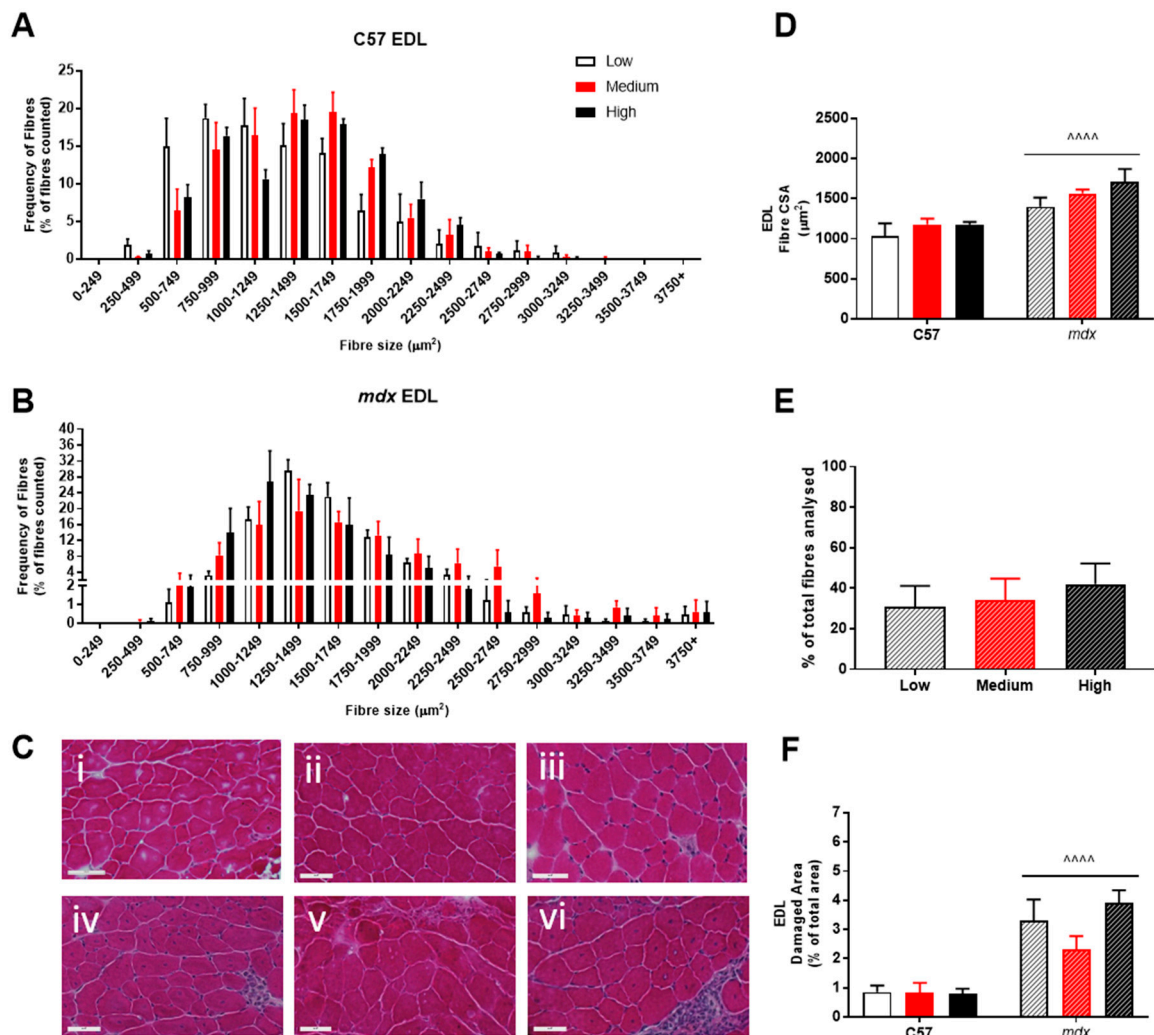 A
C57 EDL
Low
Medium
High
Frequency of Fibres
(% of fibres counted)
25
20
15
10
5
0
0-249
250-499
500-749
750-999
1000-1249
1250-1499
1500-1749
1750-1999
2000-2249
2250-2499
2500-2749
2750-2999
3000-3249
3250-3499
3500-3749
3750+
Fibre size (μm²)
B
mdx EDL
Frequency of Fibres
(% of fibres counted)
40
36
32
28
24
20
16
12
8
4
2
2
1
0
0-249
250-499
500-749
750-999
1000-1249
1250-1499
1500-1749
1750-1999
2000-2249
2250-2499
2500-2749
2750-2999
3000-3249
3250-3499
3500-3749
3750+
Fibre size (μm²)
C
i
ii
iii
iv
v
vi
D
EDL
Fibre CSA
(μm²)
2500
2000
1500
1000
500
0
^^^^
C57
mdx
E
% of total fibres analysed
100
80
60
40
20
0
Low
Medium
High
F
EDL
Damaged Area
(% of total area)
7
6
5
4
3
2
1
0
^^^^
C57
mdx